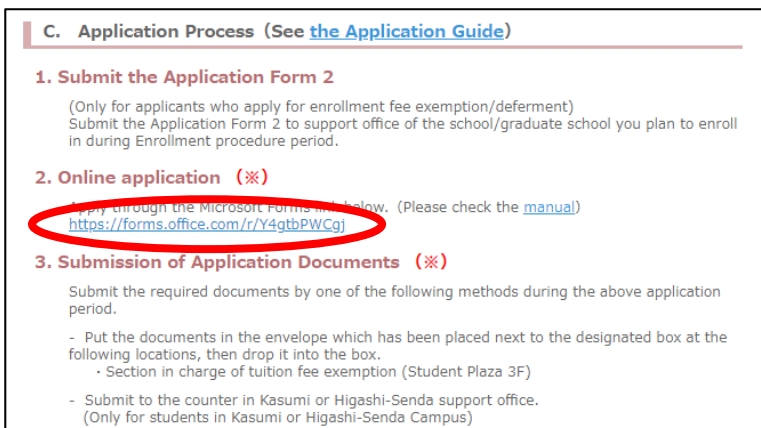 C. Application Process (See the Application Guide)
1. Submit the Application Form 2
(Only for applicants who apply for enrollment fee exemption/deferment)
Submit the Application Form 2 to support office of the school/graduate school you plan to enroll
in during Enrollment procedure period.
2. Online application (※)
Apply through the Microsoft Forms link below. (Please check the manual)
https://forms.office.com/r/Y4gtbPWCgj
3. Submission of Application Documents (※)
Submit the required documents by one of the following methods during the above application
period.
- Put the documents in the envelope which has been placed next to the designated box at the
following locations, then drop it into the box.
・Section in charge of tuition fee exemption (Student Plaza 3F)
- Submit to the counter in Kasumi or Higashi-Senda support office.
(Only for students in Kasumi or Higashi-Senda Campus)